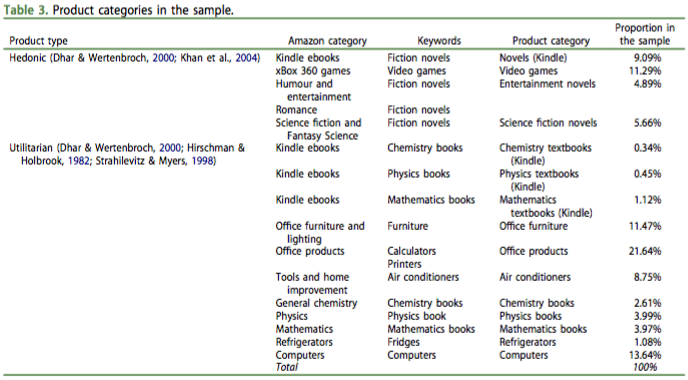 Table 3. Product categories in the sample.
Product type Amazon category Keywords Product category Proportion in the sample
Hedonic (Dhar & Wertenbroch, 2000; Khan et al., 2004) Kindle ebooks Fiction novels Novels (Kindle) 9.09%
xBox 360 games Video games Video games 11.29%
Humour and entertainment Fiction novels Entertainment novels 4.89%
Romance Fiction novels
Science fiction and Fantasy Science Fiction novels Science fiction novels 5.66%
Utilitarian (Dhar & Wertenbroch, 2000; Hirschman & Holbrook, 1982; Strahilevitz & Myers, 1998) Kindle ebooks Chemistry books Chemistry textbooks (Kindle) 0.34%
Kindle ebooks Physics books Physics textbooks (Kindle) 0.45%
Kindle ebooks Mathematics books Mathematics textbooks (Kindle) 1.12%
Office furniture and lighting Furniture Office furniture 11.47%
Office products Calculators Office products 21.64%
Printers
Tools and home improvement Air conditioners Air conditioners 8.75%
General chemistry Chemistry books Chemistry books 2.61%
Physics Physics book Physics books 3.99%
Mathematics Mathematics books Mathematics books 3.97%
Refrigerators Fridges Refrigerators 1.08%
Computers Computers Computers 13.64%
Total 100%